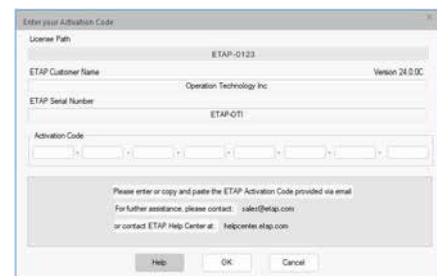 Enter your Activation Code
License Path
ETAP-0123
ETAP Customer Name Version 24.0.0C
Operation Technology Inc
ETAP Serial Number
ETAP-OTI
Activation Code
- - - - - - -
Please enter or copy and paste the ETAP Activation Code provided via email
For further assistance, please contact: sales@etap.com
or contact ETAP Help Center at: helpcenter.etap.com
Help OK Cancel